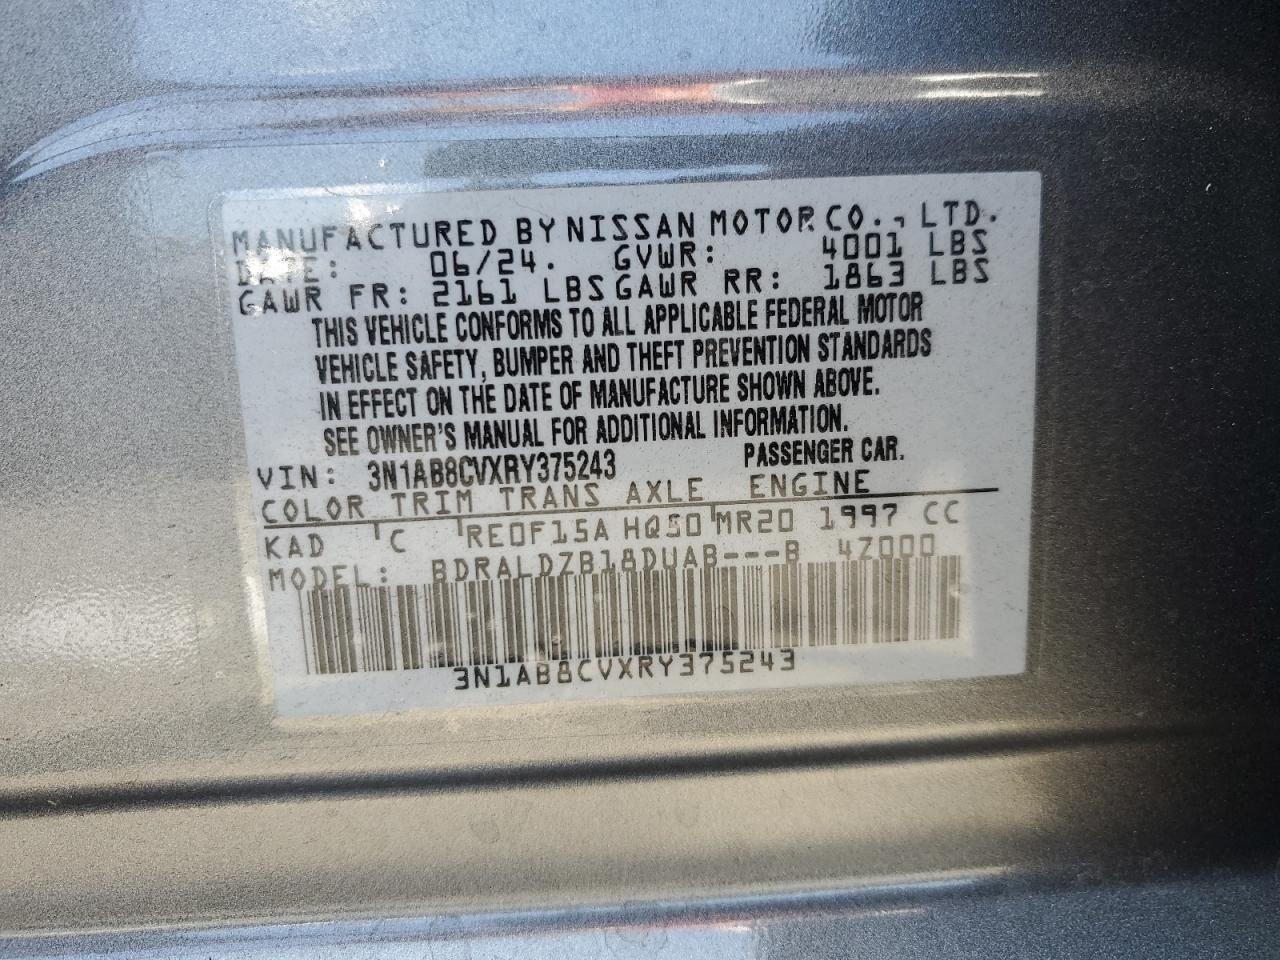 MANUFACTURED BY NISSAN MOTOR CO., LTD.
DATE: 06/24. GVWR: 4001 LBS
GAWR FR: 2161 LBS GAWR RR: 1863 LBS
THIS VEHICLE CONFORMS TO ALL APPLICABLE FEDERAL MOTOR
VEHICLE SAFETY, BUMPER AND THEFT PREVENTION STANDARDS
IN EFFECT ON THE DATE OF MANUFACTURE SHOWN ABOVE.
SEE OWNER'S MANUAL FOR ADDITIONAL INFORMATION.
VIN: 3N1AB8CVXRY375243 PASSENGER CAR.
COLOR TRIM TRANS AXLE ENGINE
KAD C RE0F15A HQ50 MR20 1997 CC
MODEL: BDRALDZB18DUAB---B 4Z000
3N1AB8CVXRY375243